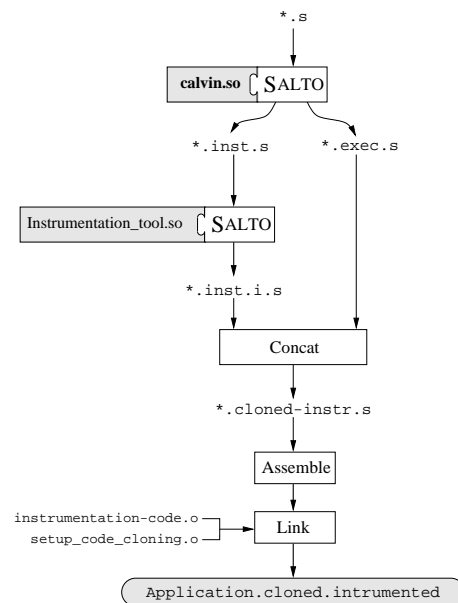 *.s
calvin.so SALTO
*.inst.s *.exec.s
Instrumentation_tool.so SALTO
*.inst.i.s
Concat
*.cloned-instr.s
Assemble
instrumentation-code.o
Link
setup_code_cloning.o
Application.cloned.intrumented